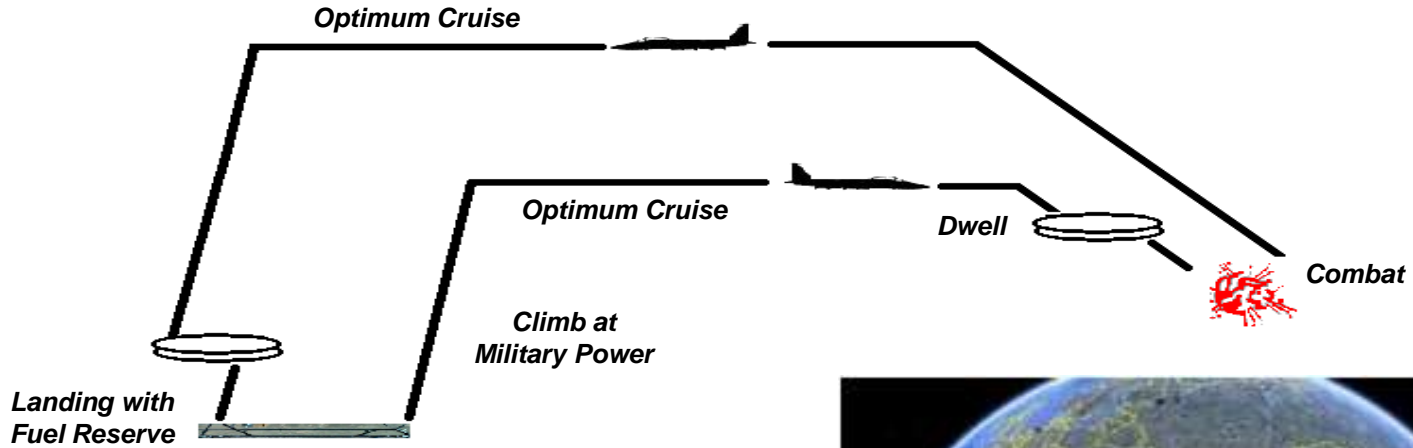 Optimum Cruise
Optimum Cruise
Dwell
Combat
Climb at
Military Power
Landing with
Fuel Reserve